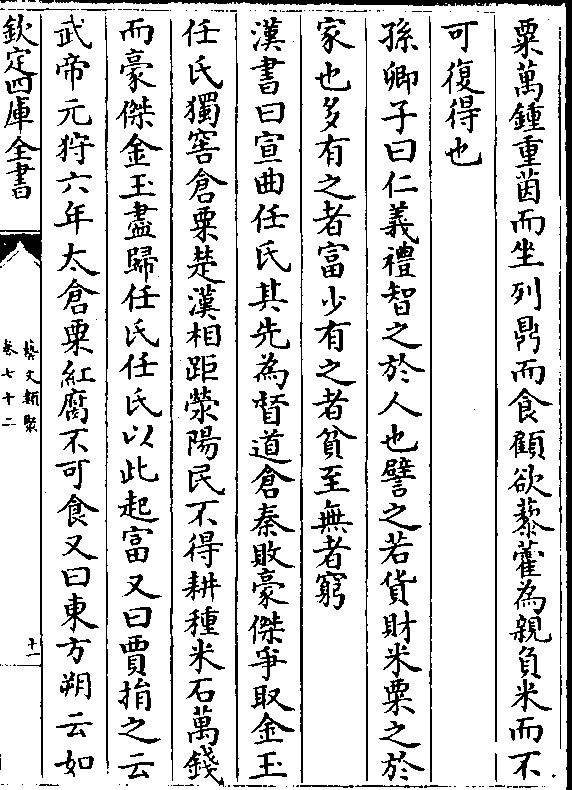 粟萬鍾重茵而坐列鼎而食顧欲藜藿為親負米而不
可復得也
孫卿子曰仁義禮智之於人也譬之若貨財米粟之於
家也多有之者富少有之者貧至無者窮
漢書曰宣曲任氏其先為督道倉秦敗豪傑爭取金玉
任氏獨窖倉粟楚漢相距滎陽民不得耕種米石萬錢
而豪傑金玉盡歸任氏任氏以此起富又曰賈捐之云
武帝元狩六年太倉粟紅腐不可食又曰東方朔云如
欽定四庫全書
藝文類聚
卷七十二
十一